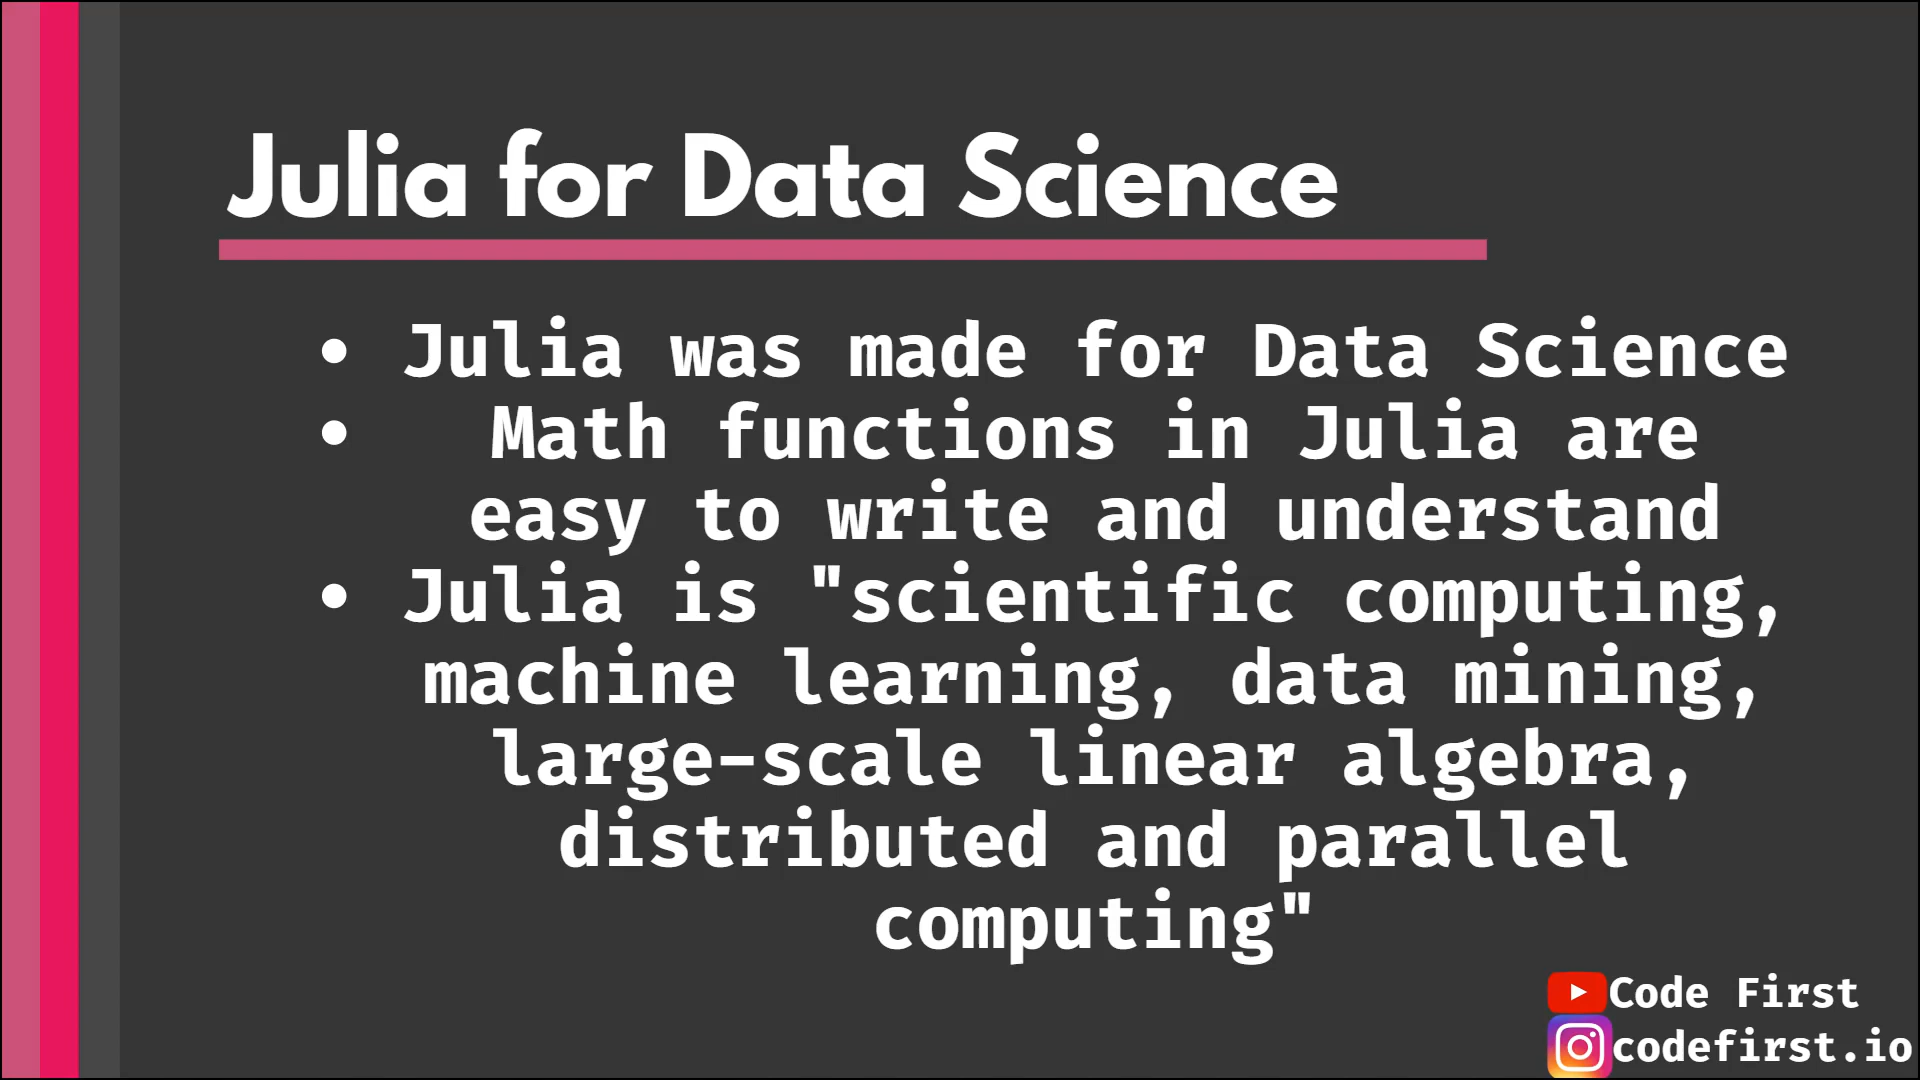 Julia for Data Science
• Julia was made for Data Science
• Math functions in Julia are
easy to write and understand
• Julia is "scientific computing,
machine learning, data mining,
large-scale linear algebra,
distributed and parallel
computing"
Code First
codefirst.io